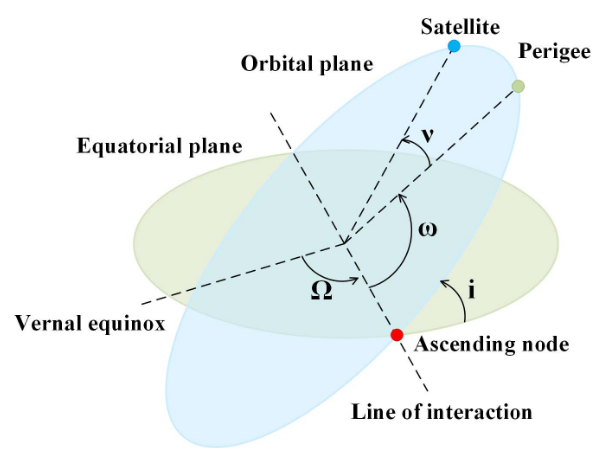 Satellite
Perigee
Orbital plane
Equatorial plane
ν
ω
Ω
i
Vernal equinox
Ascending node
Line of interaction